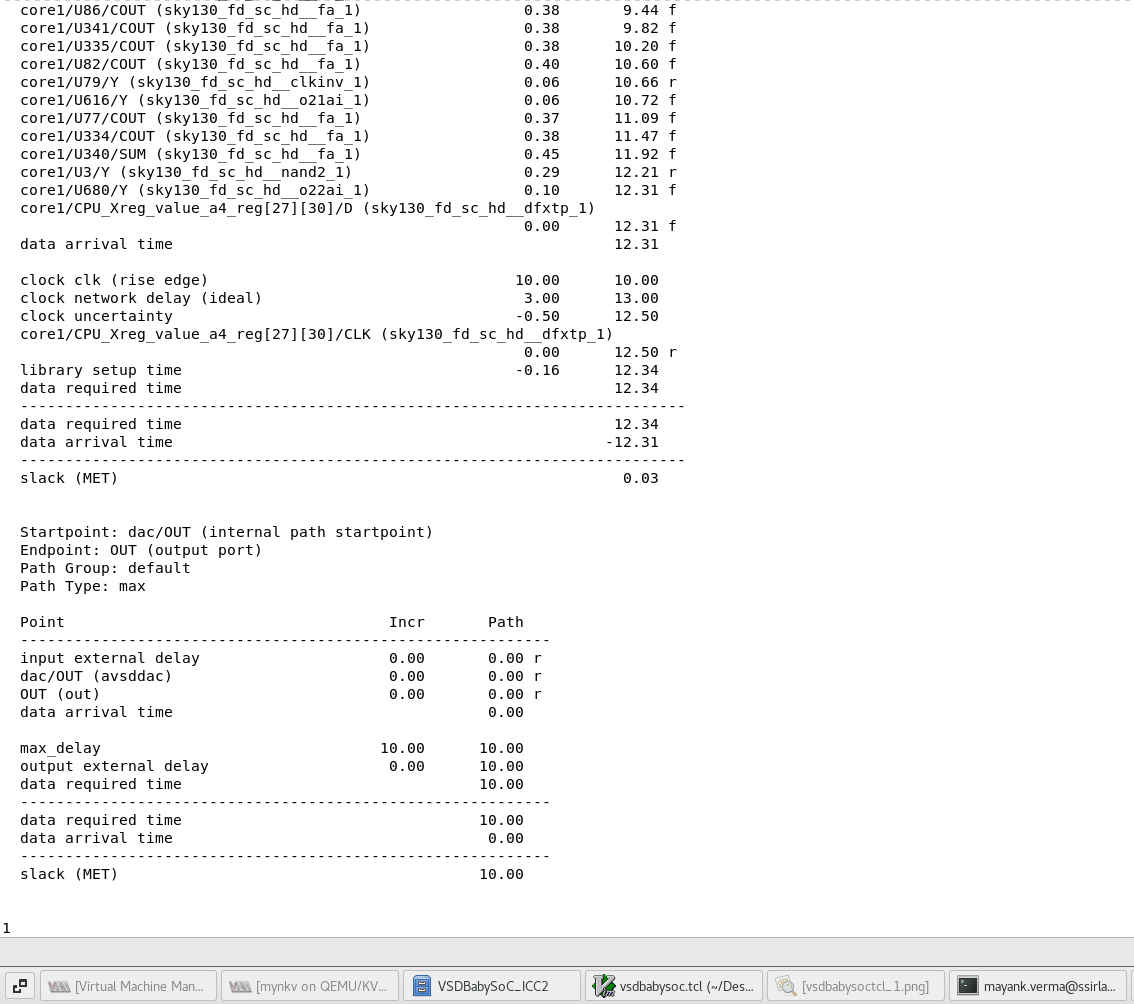 core1/U86/COUT (sky130_fd_sc_hd__fa_1) 0.38 9.44 f
core1/U341/COUT (sky130_fd_sc_hd__fa_1) 0.38 9.82 f
core1/U335/COUT (sky130_fd_sc_hd__fa_1) 0.38 10.20 f
core1/U82/COUT (sky130_fd_sc_hd__fa_1) 0.40 10.60 f
core1/U79/Y (sky130_fd_sc_hd__clkinv_1) 0.06 10.66 r
core1/U616/Y (sky130_fd_sc_hd__o21ai_1) 0.06 10.72 f
core1/U77/COUT (sky130_fd_sc_hd__fa_1) 0.37 11.09 f
core1/U334/COUT (sky130_fd_sc_hd__fa_1) 0.38 11.47 f
core1/U340/SUM (sky130_fd_sc_hd__fa_1) 0.45 11.92 f
core1/U3/Y (sky130_fd_sc_hd__nand2_1) 0.29 12.21 r
core1/U680/Y (sky130_fd_sc_hd__o22ai_1) 0.10 12.31 f
core1/CPU_Xreg_value_a4_reg[27][30]/D (sky130_fd_sc_hd__dfxtp_1)
0.00 12.31 f
data arrival time 12.31
clock clk (rise edge) 10.00 10.00
clock network delay (ideal) 3.00 13.00
clock uncertainty -0.50 12.50
core1/CPU_Xreg_value_a4_reg[27][30]/CLK (sky130_fd_sc_hd__dfxtp_1)
0.00 12.50 r
library setup time -0.16 12.34
data required time 12.34
--------------------------------------------------------------------------
data required time 12.34
data arrival time -12.31
--------------------------------------------------------------------------
slack (MET) 0.03
Startpoint: dac/OUT (internal path startpoint)
Endpoint: OUT (output port)
Path Group: default
Path Type: max
Point Incr Path
-----------------------------------------------------------
input external delay 0.00 0.00 r
dac/OUT (avsddac) 0.00 0.00 r
OUT (out) 0.00 0.00 r
data arrival time 0.00
max_delay 10.00 10.00
output external delay 0.00 10.00
data required time 10.00
-----------------------------------------------------------
data required time 10.00
data arrival time 0.00
-----------------------------------------------------------
slack (MET) 10.00
1
[Virtual Machine Man... [mynkv on QEMU/KV... VSDBabySoC_ICC2 vsdbabysoc.tcl (~/Des... [vsdbabysoctcl_1.png] mayank.verma@ssirla...